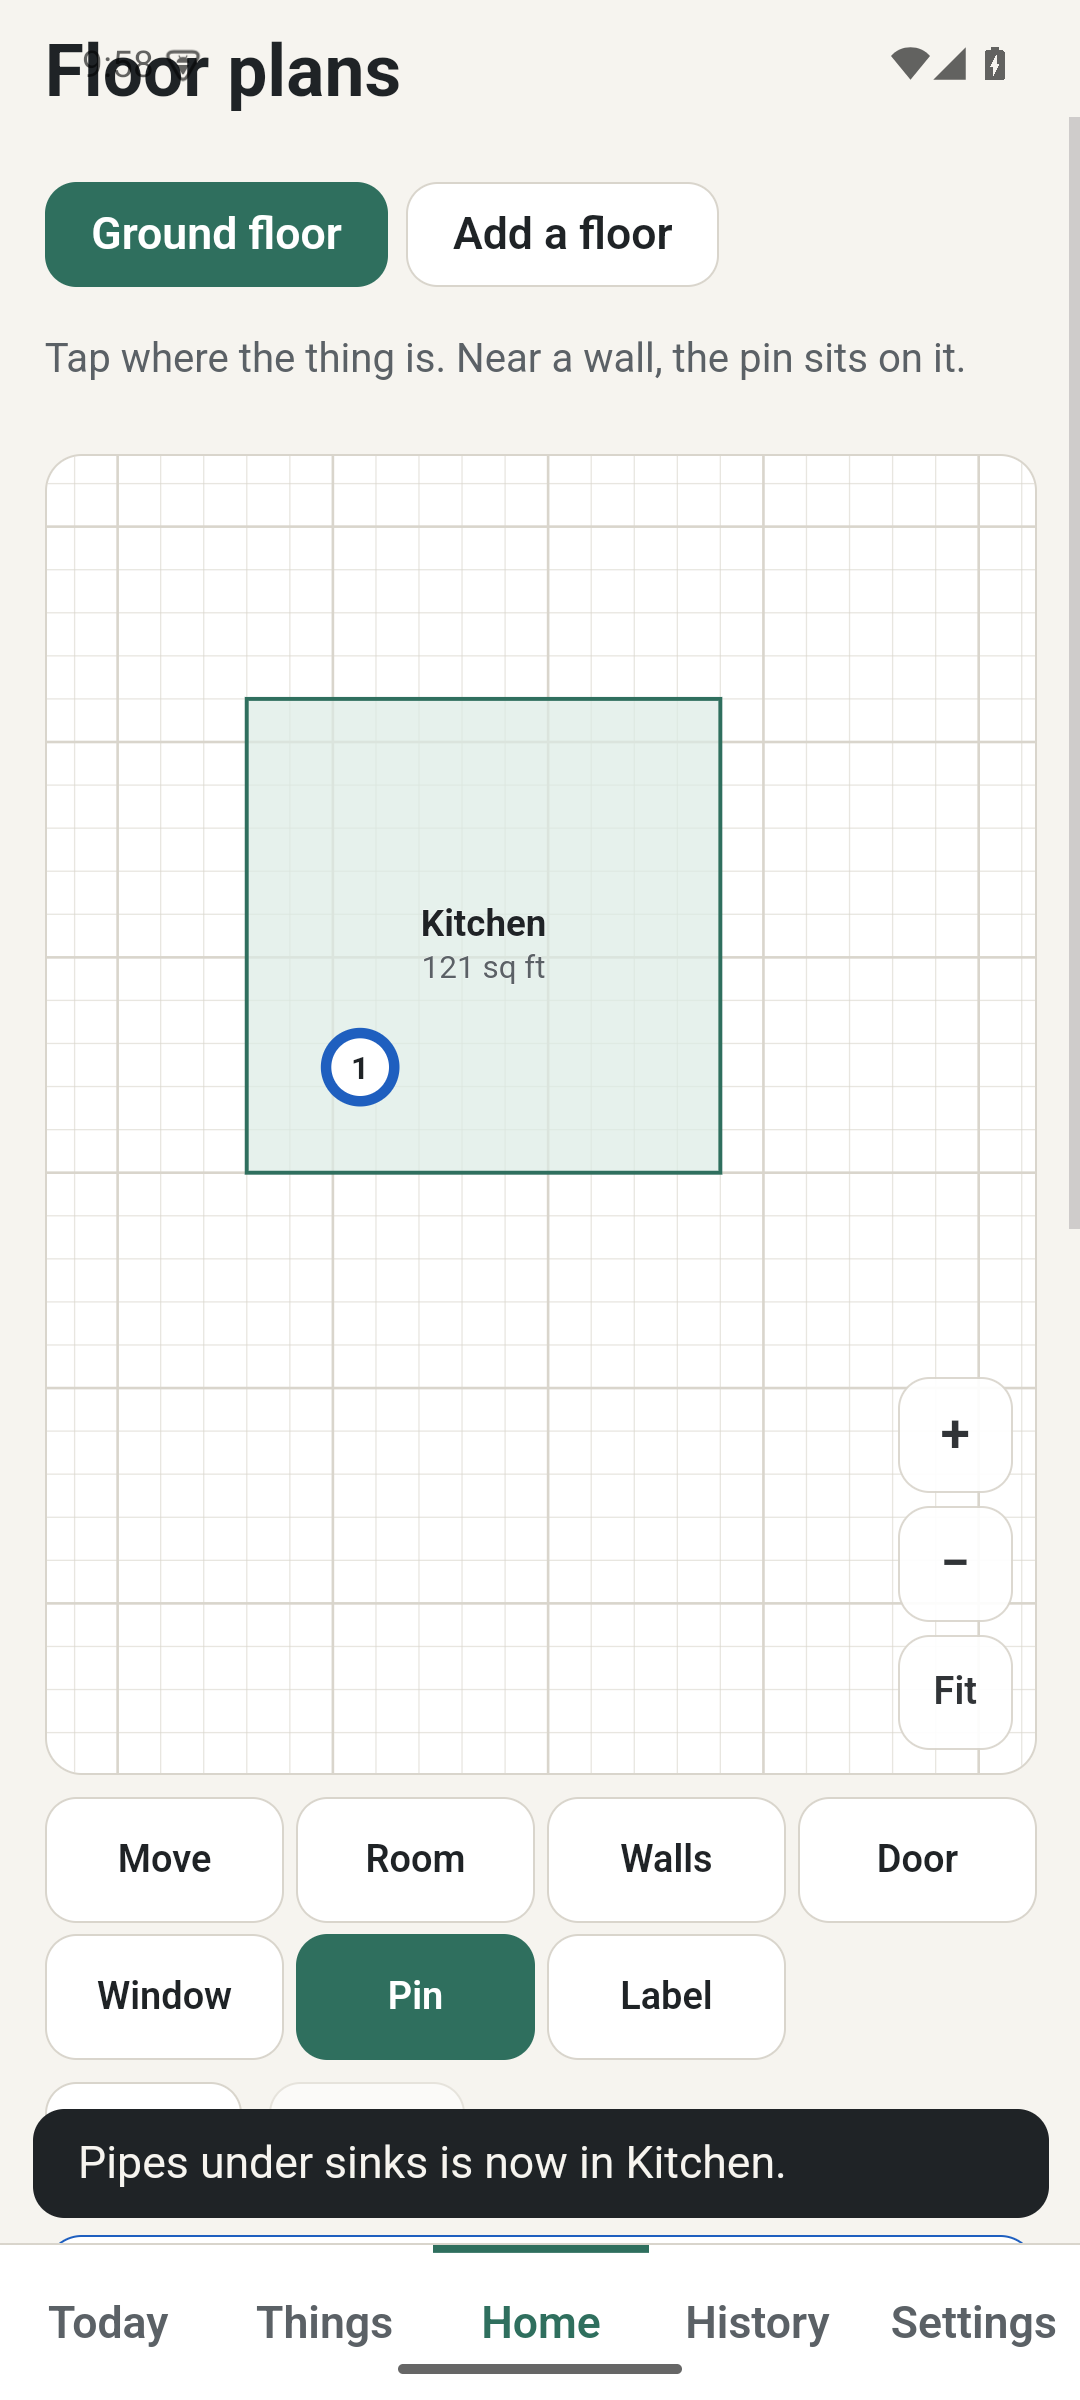 9:58
Floor plans
Ground floor
Add a floor
Tap where the thing is. Near a wall, the pin sits on it.
Kitchen
121 sq ft
1
+
−
Fit
Move
Room
Walls
Door
Window
Pin
Label
Pipes under sinks is now in Kitchen.
Today
Things
Home
History
Settings